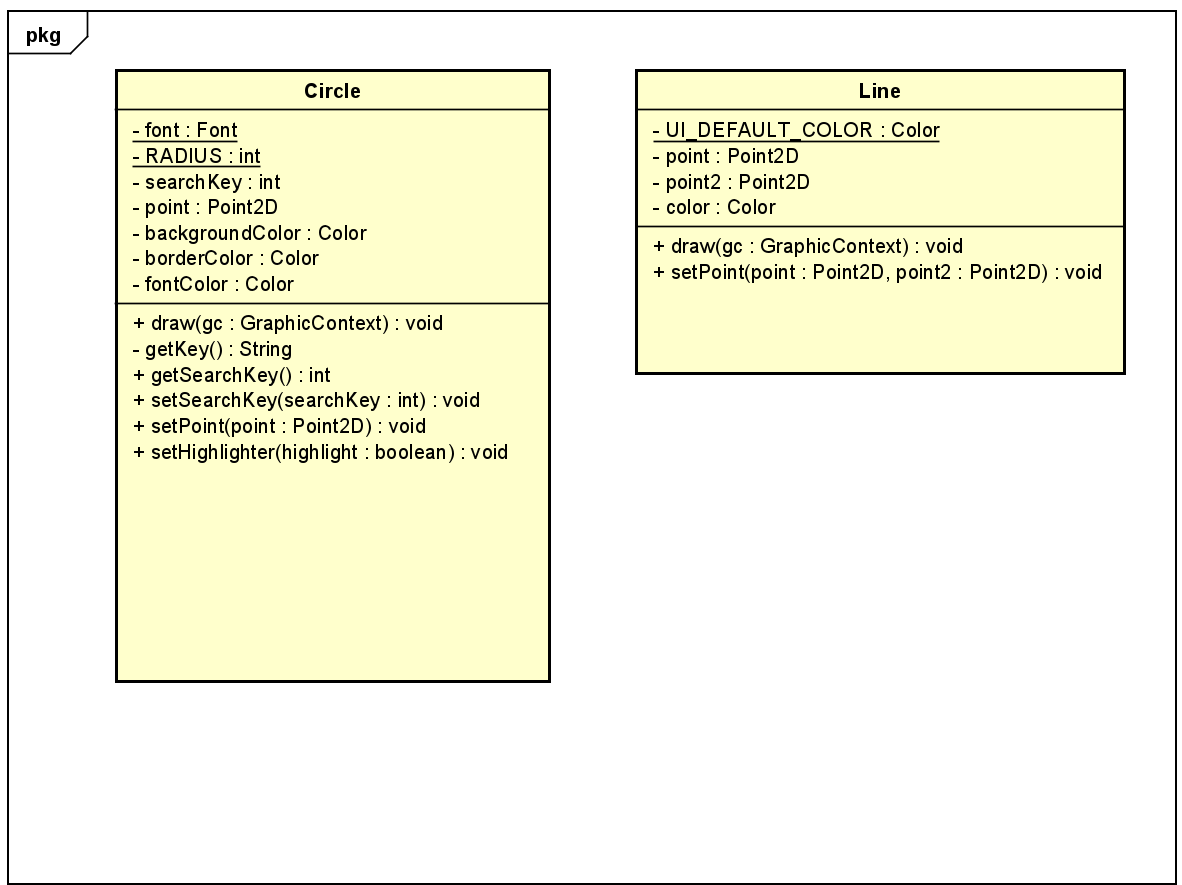 pkg
Circle
- font : Font
- RADIUS : int
- searchKey : int
- point : Point2D
- backgroundColor : Color
- borderColor : Color
- fontColor : Color
+ draw(gc : GraphicContext) : void
- getKey() : String
+ getSearchKey() : int
+ setSearchKey(searchKey : int) : void
+ setPoint(point : Point2D) : void
+ setHighlighter(highlight : boolean) : void
Line
- UI_DEFAULT_COLOR : Color
- point : Point2D
- point2 : Point2D
- color : Color
+ draw(gc : GraphicContext) : void
+ setPoint(point : Point2D, point2 : Point2D) : void